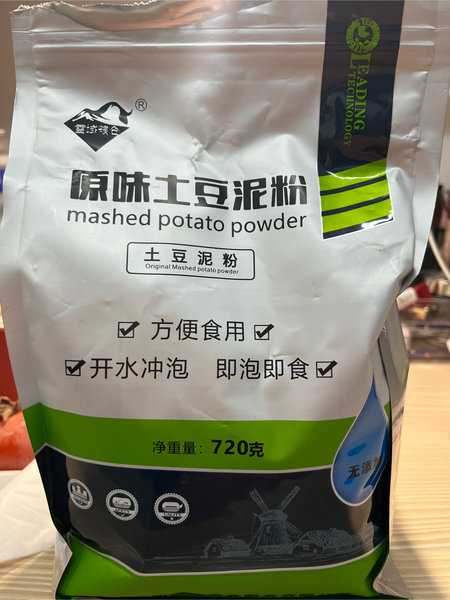 LEADING
TECHNOLOGY
®
原味土豆泥粉
mashed potato powder
土豆泥粉
Original Mashed potato powder
方便食用
开水冲泡 即泡即食
净重量：720克
无添